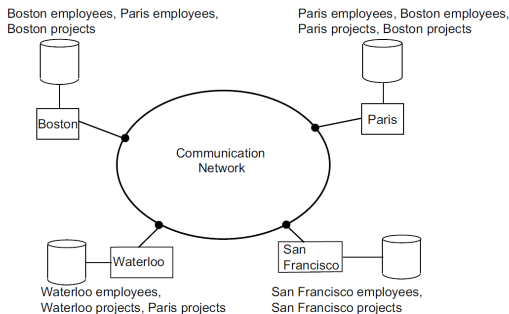 Boston employees, Paris employees,
Boston projects
Paris employees, Boston employees,
Paris projects, Boston projects
Boston
Paris
Communication
Network
Waterloo
San
Francisco
Waterloo employees,
Waterloo projects, Paris projects
San Francisco employees,
San Francisco projects